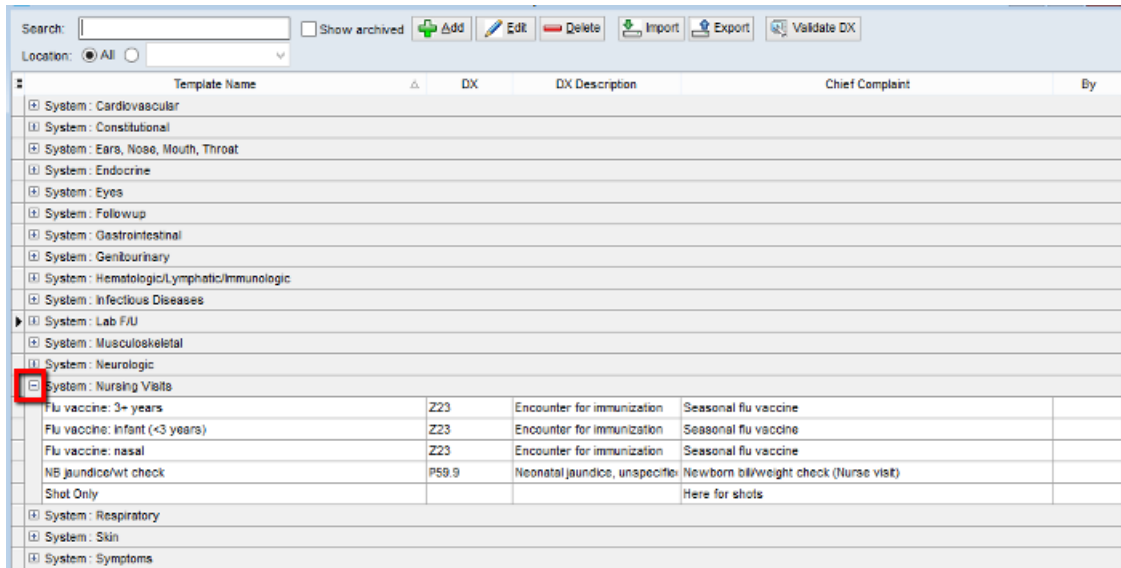 Search: Show archived Add Edit Delete Import Export Validate DX
Location: All
Template Name DX DX Description Chief Complaint By
System : Cardiovascular
System : Constitutional
System : Ears, Nose, Mouth, Throat
System : Endocrine
System : Eyes
System : Followup
System : Gastrointestinal
System : Genitourinary
System : Hematologic/Lymphatic/Immunologic
System : Infectious Diseases
System : Lab F/U
System : Musculoskeletal
System : Neurologic
System : Nursing Visits
Flu vaccine: 3+ years Z23 Encounter for immunization Seasonal flu vaccine
Flu vaccine: infant (<3 years) Z23 Encounter for immunization Seasonal flu vaccine
Flu vaccine: nasal Z23 Encounter for immunization Seasonal flu vaccine
NB jaundice/wt check P59.9 Neonatal jaundice, unspecifie Newborn bili/weight check (Nurse visit)
Shot Only Here for shots
System : Respiratory
System : Skin
System : Symptoms